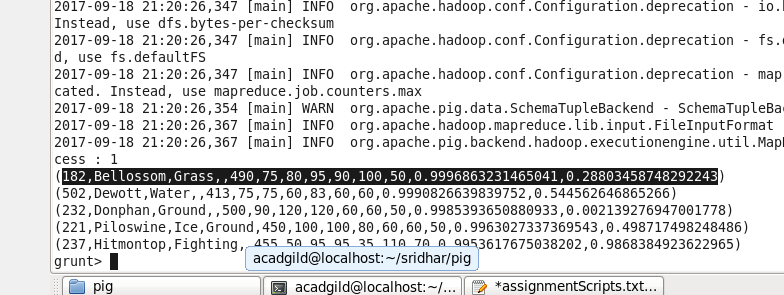 2017-09-18 21:20:26,347 [main] INFO  org.apache.hadoop.conf.Configuration.deprecation - io.
Instead, use dfs.bytes-per-checksum
2017-09-18 21:20:26,347 [main] INFO  org.apache.hadoop.conf.Configuration.deprecation - fs.
d, use fs.defaultFS
2017-09-18 21:20:26,347 [main] INFO  org.apache.hadoop.conf.Configuration.deprecation - map
cated. Instead, use mapreduce.job.counters.max
2017-09-18 21:20:26,354 [main] WARN  org.apache.pig.data.SchemaTupleBackend - SchemaTupleBac
2017-09-18 21:20:26,367 [main] INFO  org.apache.hadoop.mapreduce.lib.input.FileInputFormat
2017-09-18 21:20:26,367 [main] INFO  org.apache.pig.backend.hadoop.executionengine.util.Map
cess : 1
(182,Bellossom,Grass,,490,75,80,95,90,100,50,0.9996863231465041,0.28803458748292243)
(502,Dewott,Water,,413,75,75,60,83,60,60,0.9990826639839752,0.544562646865266)
(232,Donphan,Ground,,500,90,120,120,60,60,50,0.9985393650880933,0.002139276947001778)
(221,Piloswine,Ice,Ground,450,100,100,80,60,60,50,0.9963027337369543,0.498717498248486)
(237,Hitmontop,Fighting,,455,50,95,95,35,110,70,0.9953617675038202,0.9868384923622965)
grunt>
acadgild@localhost:~/sridhar/pig
pig
acadgild@localhost:~/...
*assignmentScripts.txt...